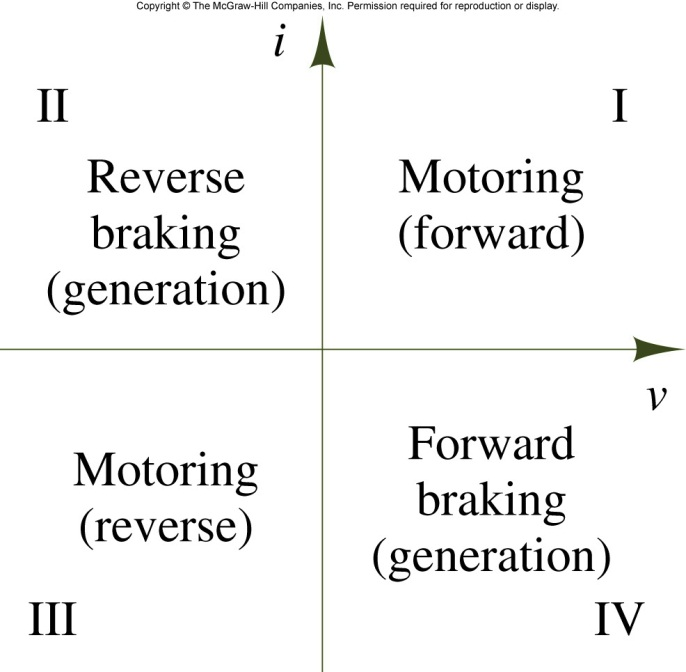 Copyright © The McGraw-Hill Companies, Inc. Permission required for reproduction or display.
i
II
I
Reverse
braking
(generation)
Motoring
(forward)
v
Motoring
(reverse)
Forward
braking
(generation)
III
IV